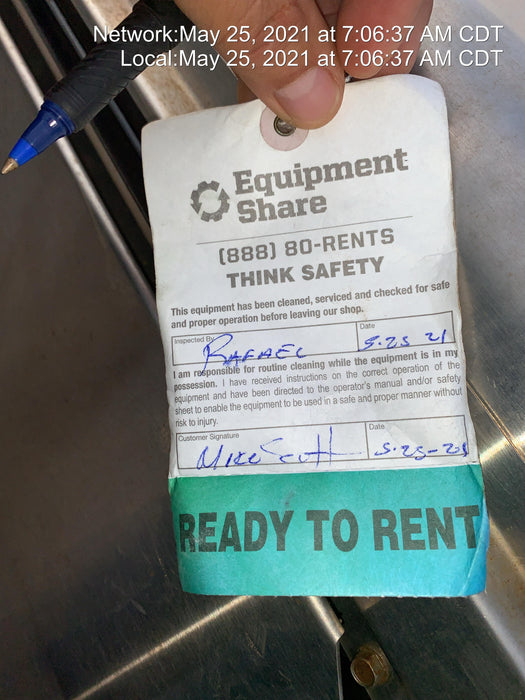 Network:May 25, 2021 at 7:06:37 AM CDT
Local:May 25, 2021 at 7:06:37 AM CDT
Equipment
Share
(888) 80-RENTS
THINK SAFETY
This equipment has been cleaned, serviced and checked for safe
and proper operation before leaving our shop.
Inspected By Date
RAFAEL 5-25 21
I am responsible for routine cleaning while the equipment is in my
possession. I have received instructions on the correct operation of the
equipment and have been directed to the operator's manual and/or safety
sheet to enable the equipment to be used in a safe and proper manner without
risk to injury.
Customer Signature Date
Mike Scott 5-25-21
READY TO RENT